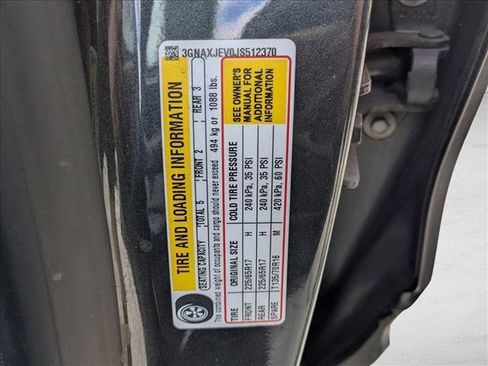 3GNAXJEV0JS512370
TIRE AND LOADING INFORMATION
SEATING CAPACITY TOTAL 5 FRONT 2 REAR 3
The combined weight of occupants and cargo should never exceed 494 kg or 1088 lbs.
TIRE ORIGINAL SIZE COLD TIRE PRESSURE
FRONT 225/65R17 H 240 kPa, 35 PSI
REAR 225/65R17 H 240 kPa, 35 PSI
SPARE T135/70R16 M 420 kPa, 60 PSI
SEE OWNER'S
MANUAL FOR
ADDITIONAL
INFORMATION